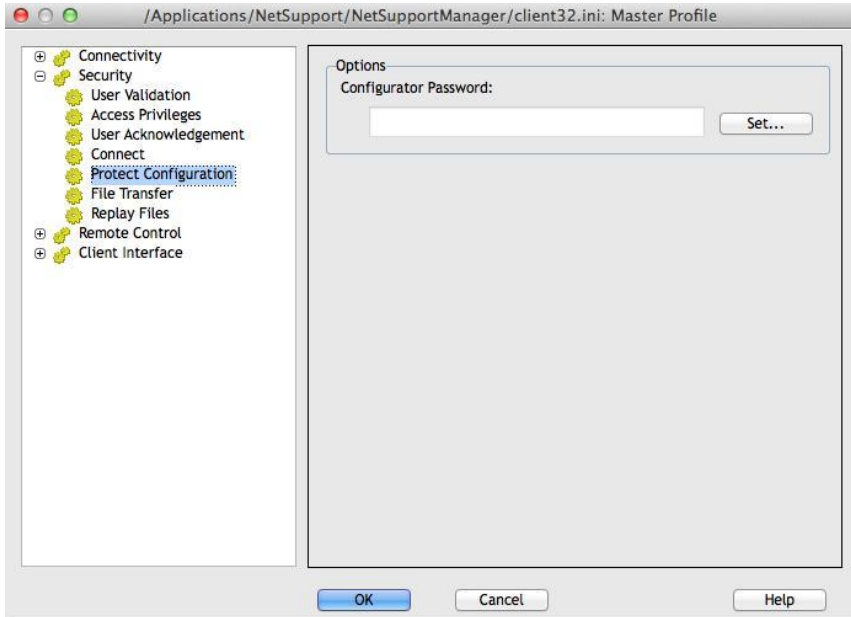 /Applications/NetSupport/NetSupportManager/client32.ini: Master Profile
Connectivity
Security
User Validation
Access Privileges
User Acknowledgement
Connect
Protect Configuration
File Transfer
Replay Files
Remote Control
Client Interface
Options
Configurator Password:
Set...
OK
Cancel
Help